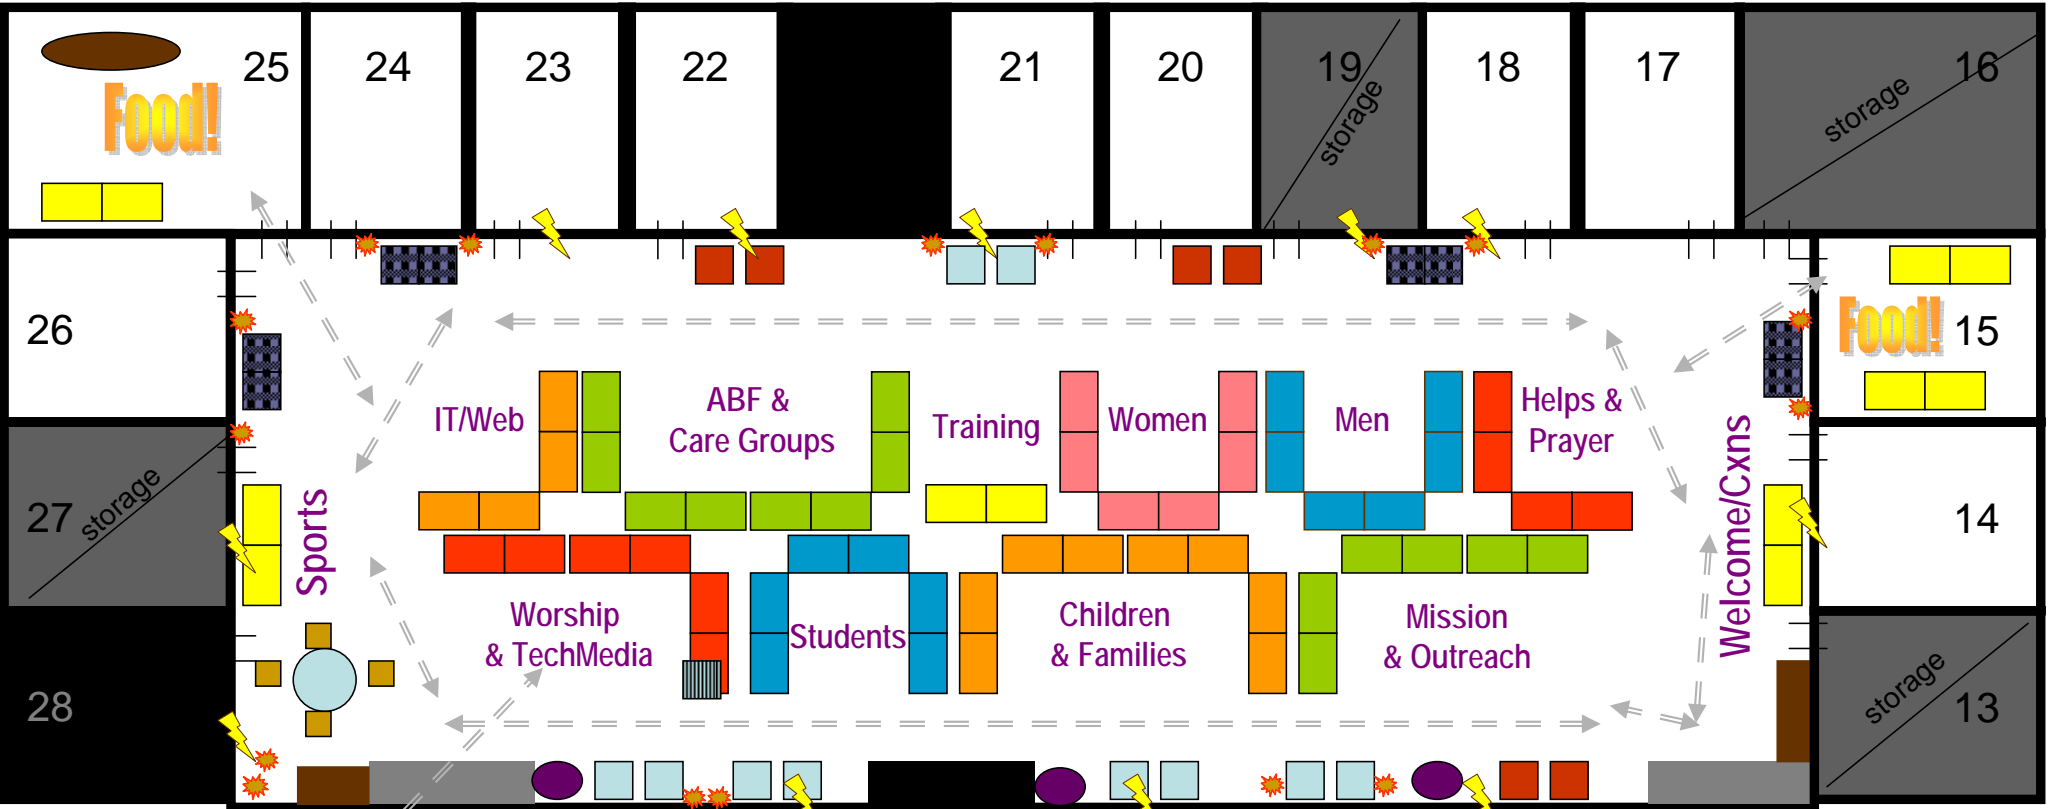 25
24
23
22
21
20
19
18
17
16
storage
storage
Food!
26
Food!
15
IT/Web
ABF &
Care Groups
Training
Women
Men
Helps &
Prayer
27
storage
Sports
Welcome/Cxns
14
Worship
& TechMedia
Students
Children
& Families
Mission
& Outreach
28
storage
13